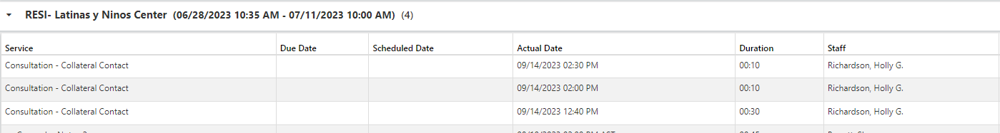 RESI- Latinas y Ninos Center (06/28/2023 10:35 AM - 07/11/2023 10:00 AM) (4)
Service Due Date Scheduled Date Actual Date Duration Staff
Consultation - Collateral Contact 09/14/2023 02:30 PM 00:10 Richardson, Holly G.
Consultation - Collateral Contact 09/14/2023 02:00 PM 00:10 Richardson, Holly G.
Consultation - Collateral Contact 09/14/2023 12:40 PM 00:30 Richardson, Holly G.